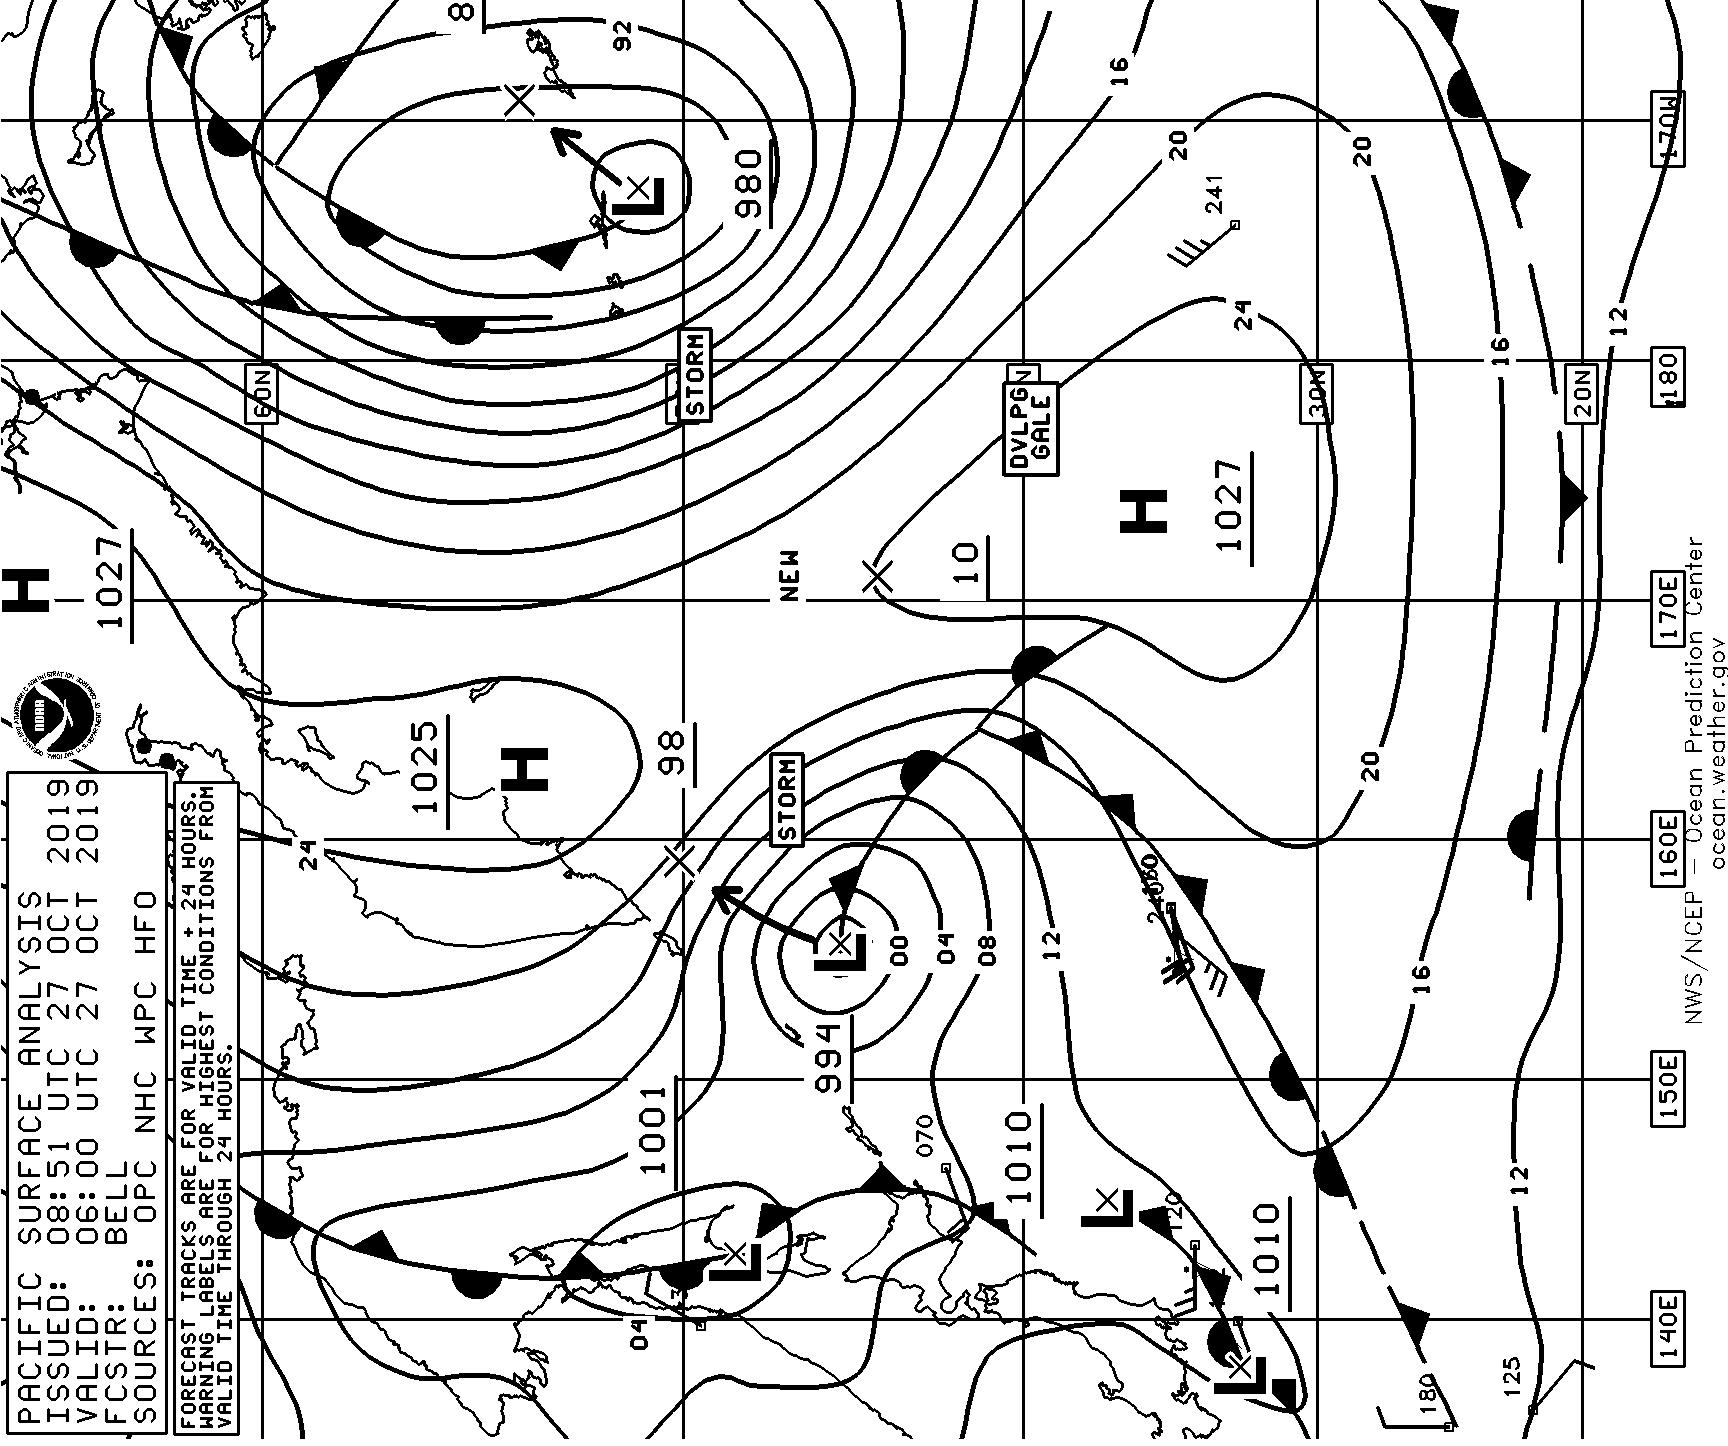 PACIFIC SURFACE ANALYSIS
ISSUED: 08:51 UTC 27 OCT 2019
VALID: 06:00 UTC 27 OCT 2019
FCSTR: BELL
SOURCES: OPC NHC WPC HFO
FORECAST TRACKS ARE FOR VALID TIME + 24 HOURS.
WARNING LABELS ARE FOR HIGHEST CONDITIONS FROM
VALID TIME THROUGH 24 HOURS.
NOAA
H
1027
24
1025
H
60N
8
92
L
980
STORM
98
STORM
L
994
00
04
08
12
1001
L
04
NEW
10
DVLPG
GALE
N
16
20
20
241
24
H
1027
30N
16
20
16
070
1010
L
120
1010
L
20N
12
12
180
125
170W
180
170E
160E
150E
140E
NWS/NCEP – Ocean Prediction Center
ocean.weather.gov